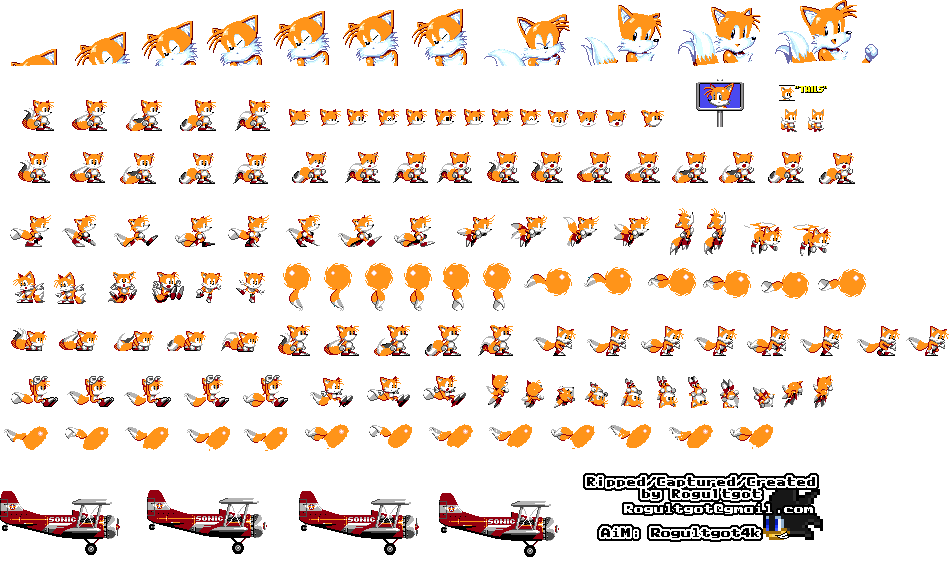 "TAILS"
SONIC
SONIC
SONIC
SONIC
Ripped/Captured/Created
by Rogultgot
Rogultgot@gmail.com
AiM: Rogultgot4k